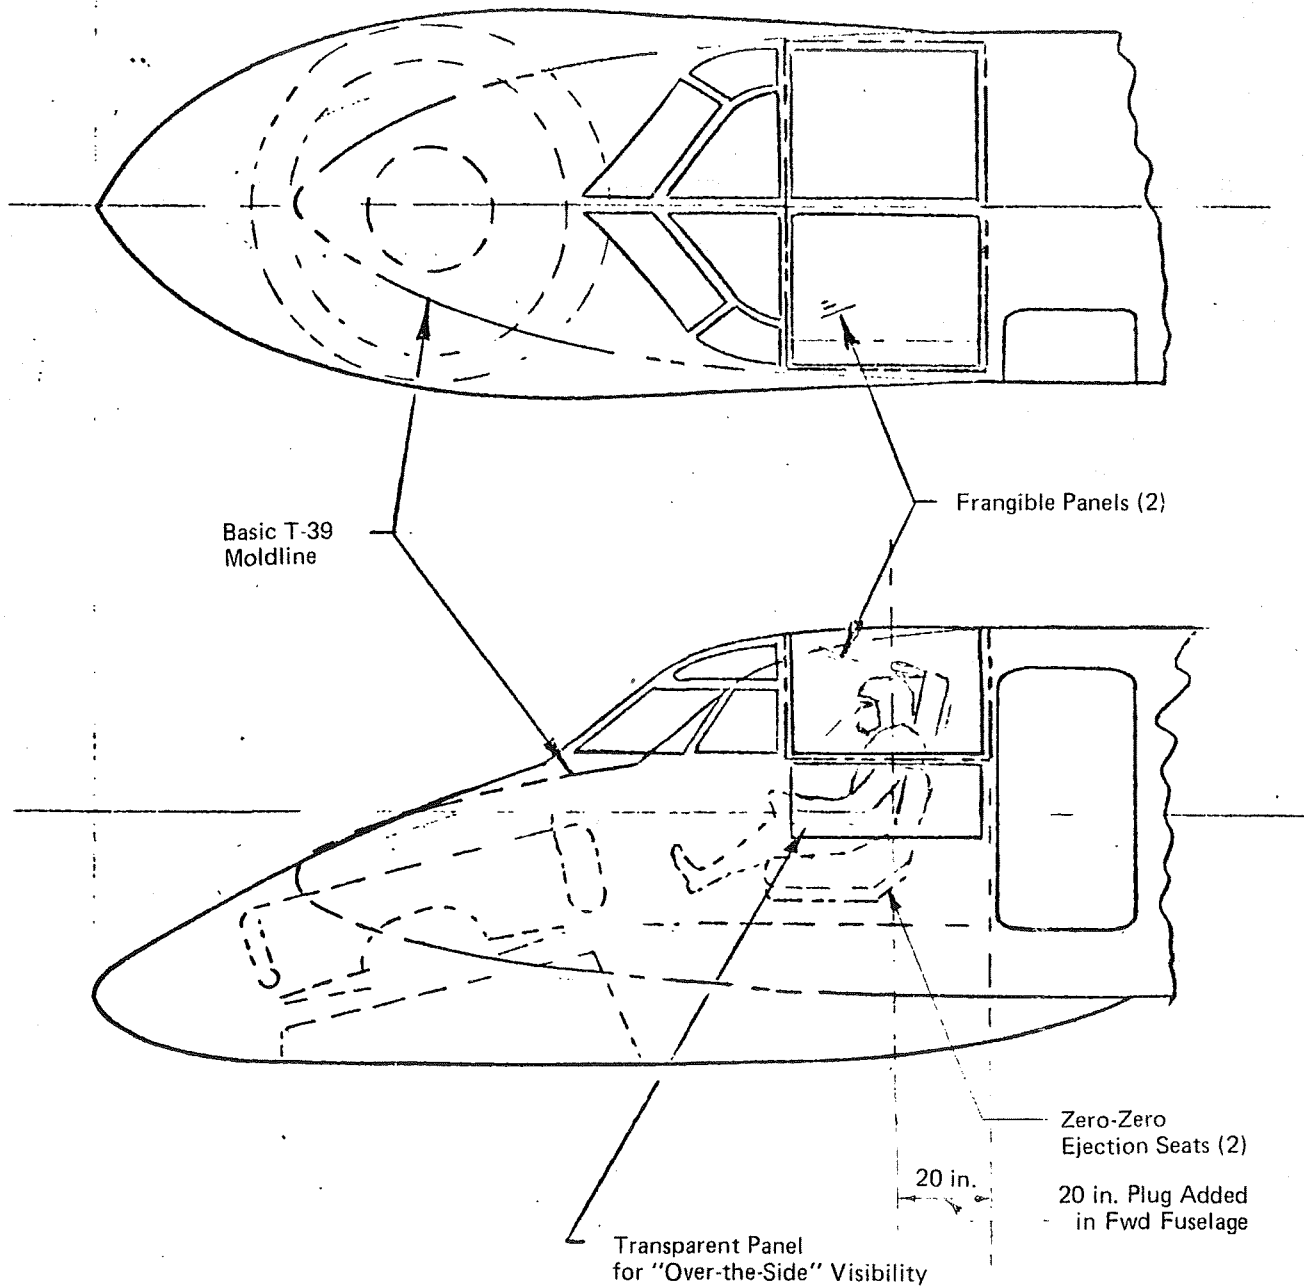 Basic T-39
Moldline
Frangible Panels (2)
Zero-Zero
Ejection Seats (2)
20 in.
20 in. Plug Added
in Fwd Fuselage
Transparent Panel
for "Over-the-Side" Visibility